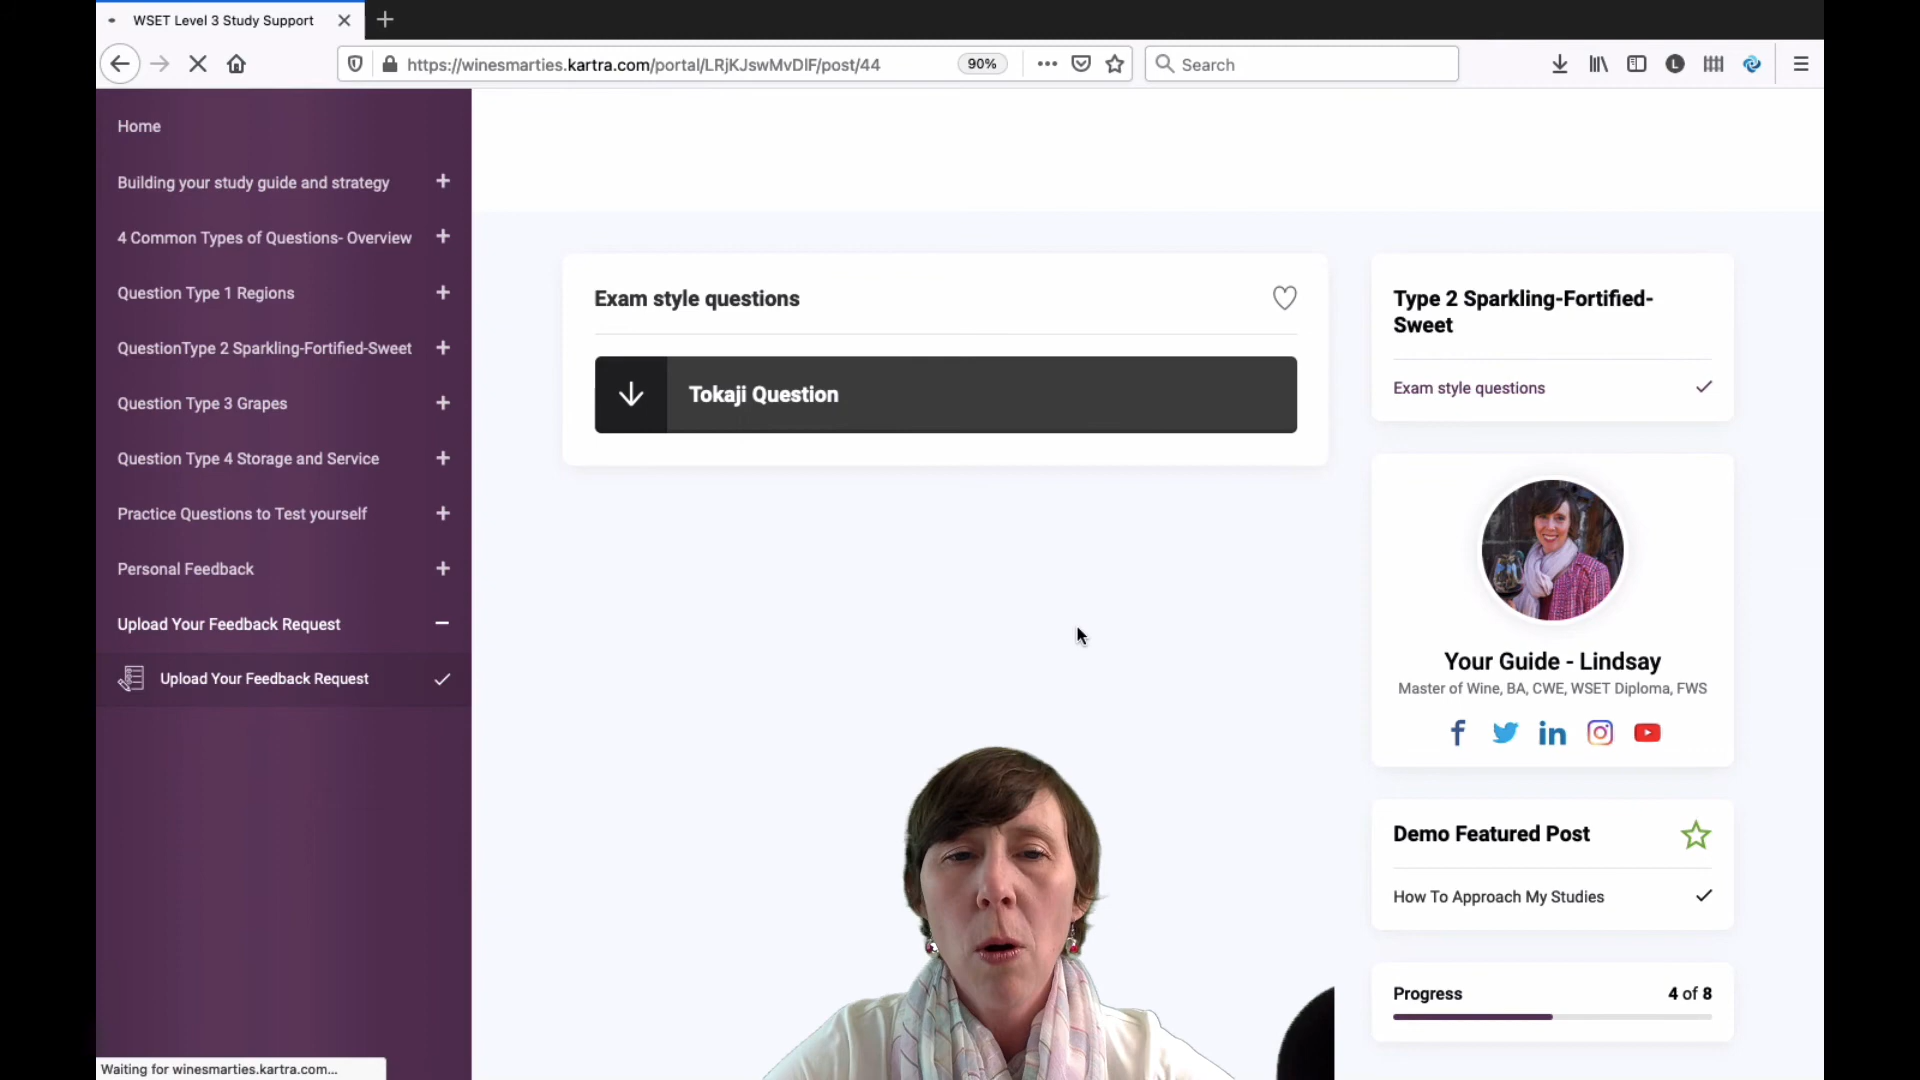 WSET Level 3 Study Support
https://winesmarties.kartra.com/portal/LRjKJswMvDlF/post/44
90%
Search
Home
Building your study guide and strategy
4 Common Types of Questions- Overview
Question Type 1 Regions
QuestionType 2 Sparkling-Fortified-Sweet
Question Type 3 Grapes
Question Type 4 Storage and Service
Practice Questions to Test yourself
Personal Feedback
Upload Your Feedback Request
Upload Your Feedback Request
Exam style questions
Tokaji Question
Type 2 Sparkling-Fortified-
Sweet
Exam style questions
Your Guide - Lindsay
Master of Wine, BA, CWE, WSET Diploma, FWS
Demo Featured Post
How To Approach My Studies
Progress
4 of 8
Waiting for winesmarties.kartra.com...